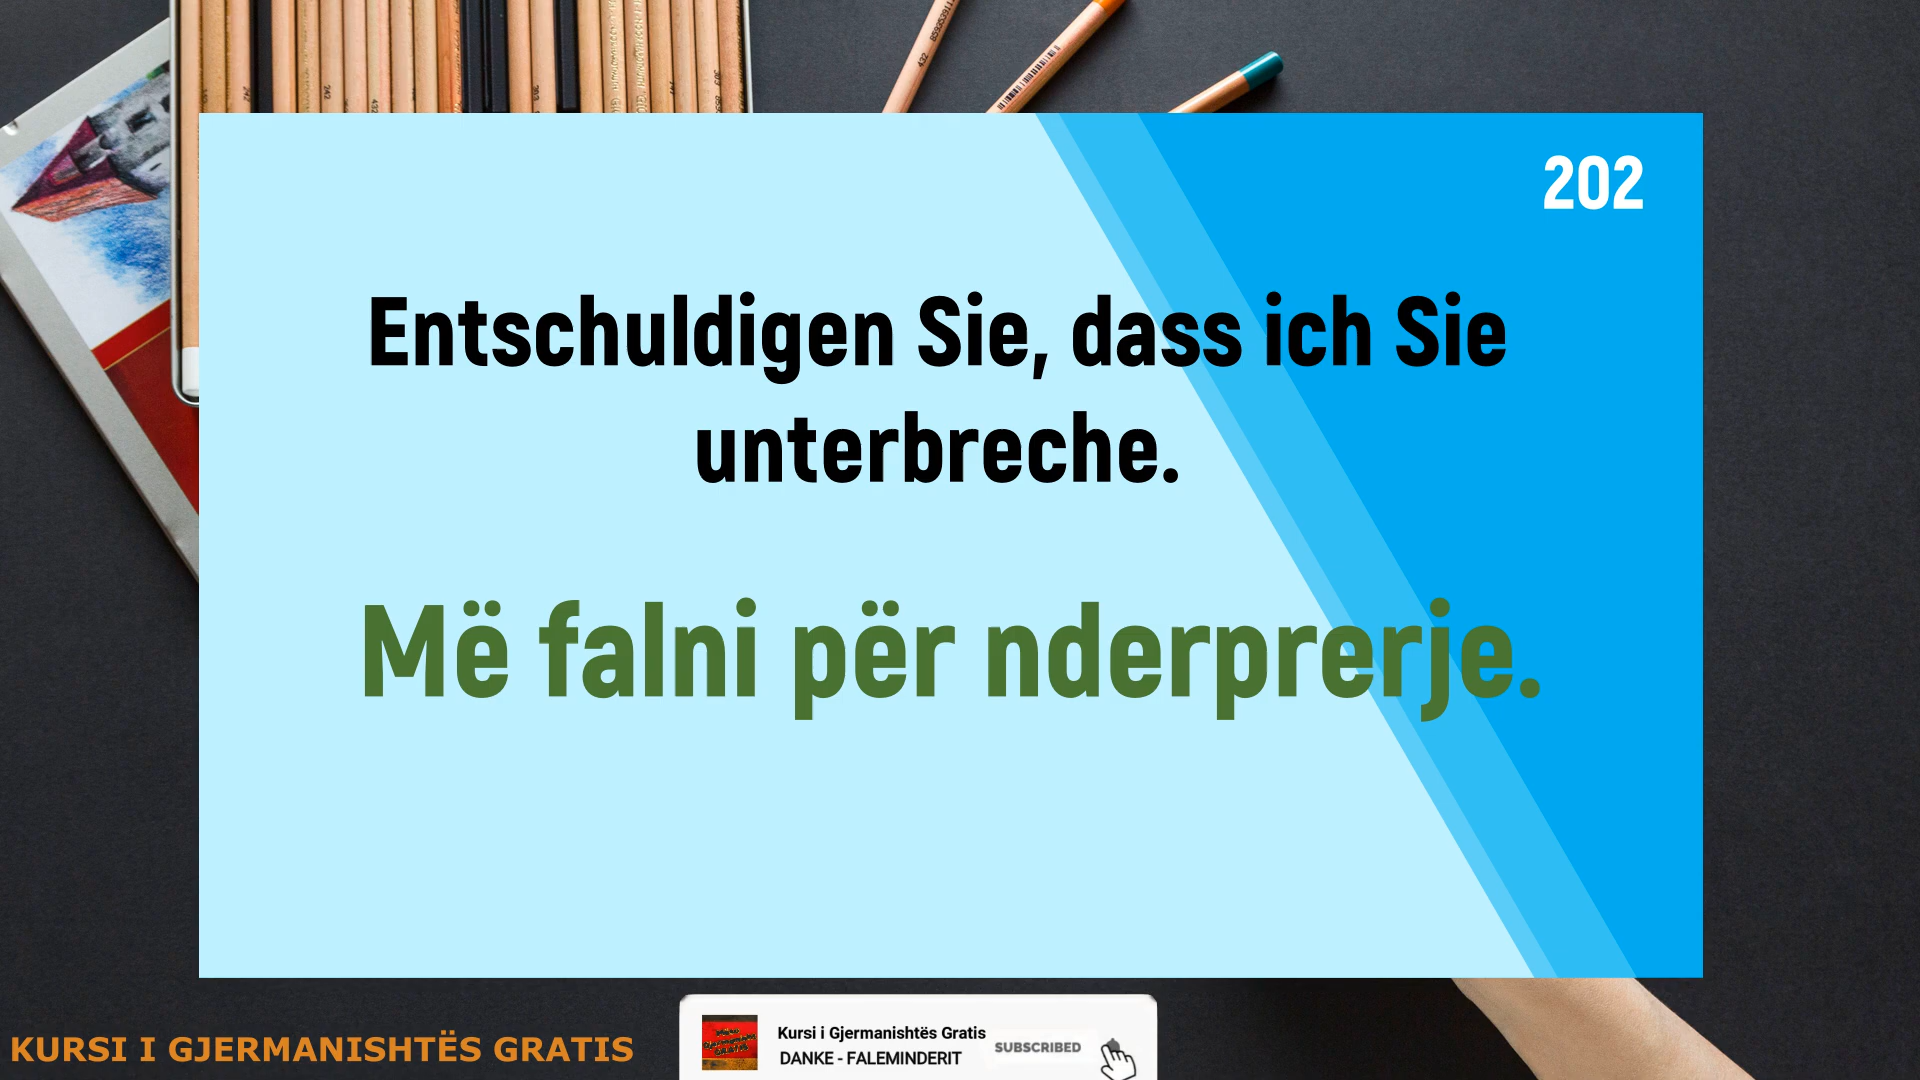 202
Entschuldigen Sie, dass ich Sie
unterbreche.
Më falni për nderprerje.
KURSI I GJERMANISHTËS GRATIS
Kursi i Gjermanishtës Gratis
DANKE - FALEMINDERIT
SUBSCRIBED